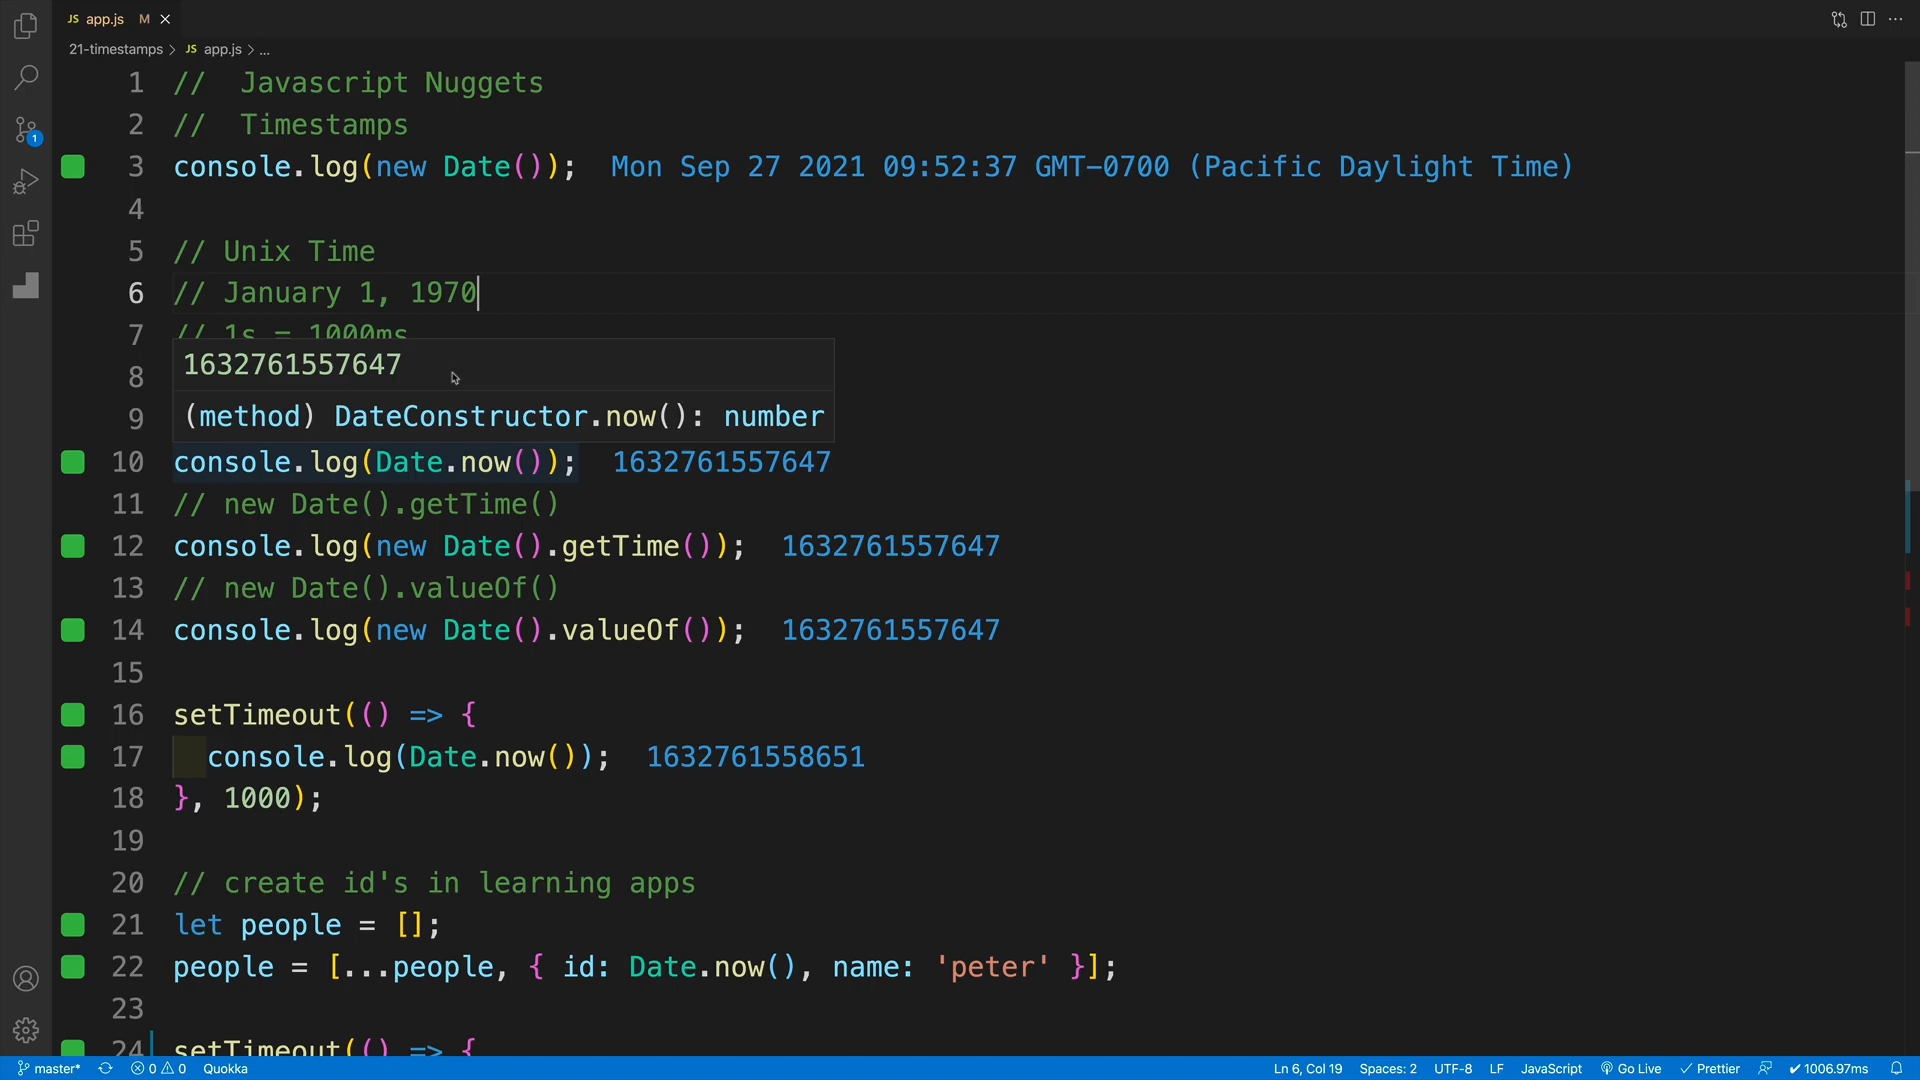 JS app.js M
21-timestamps > JS app.js > ...
1 // Javascript Nuggets
2 // Timestamps
3 console.log(new Date()); Mon Sep 27 2021 09:52:37 GMT-0700 (Pacific Daylight Time)
4
5 // Unix Time
6 // January 1, 1970
7 // 1s = 1000ms
8 1632761557647
9 (method) DateConstructor.now(): number
10 console.log(Date.now()); 1632761557647
11 // new Date().getTime()
12 console.log(new Date().getTime()); 1632761557647
13 // new Date().valueOf()
14 console.log(new Date().valueOf()); 1632761557647
15
16 setTimeout(() => {
17 console.log(Date.now()); 1632761558651
18 }, 1000);
19
20 // create id's in learning apps
21 let people = [];
22 people = [...people, { id: Date.now(), name: 'peter' }];
23
24 setTimeout(() => {
1
master* 0 0 Quokka Ln 6, Col 19 Spaces: 2 UTF-8 LF JavaScript Go Live Prettier 1006.97ms